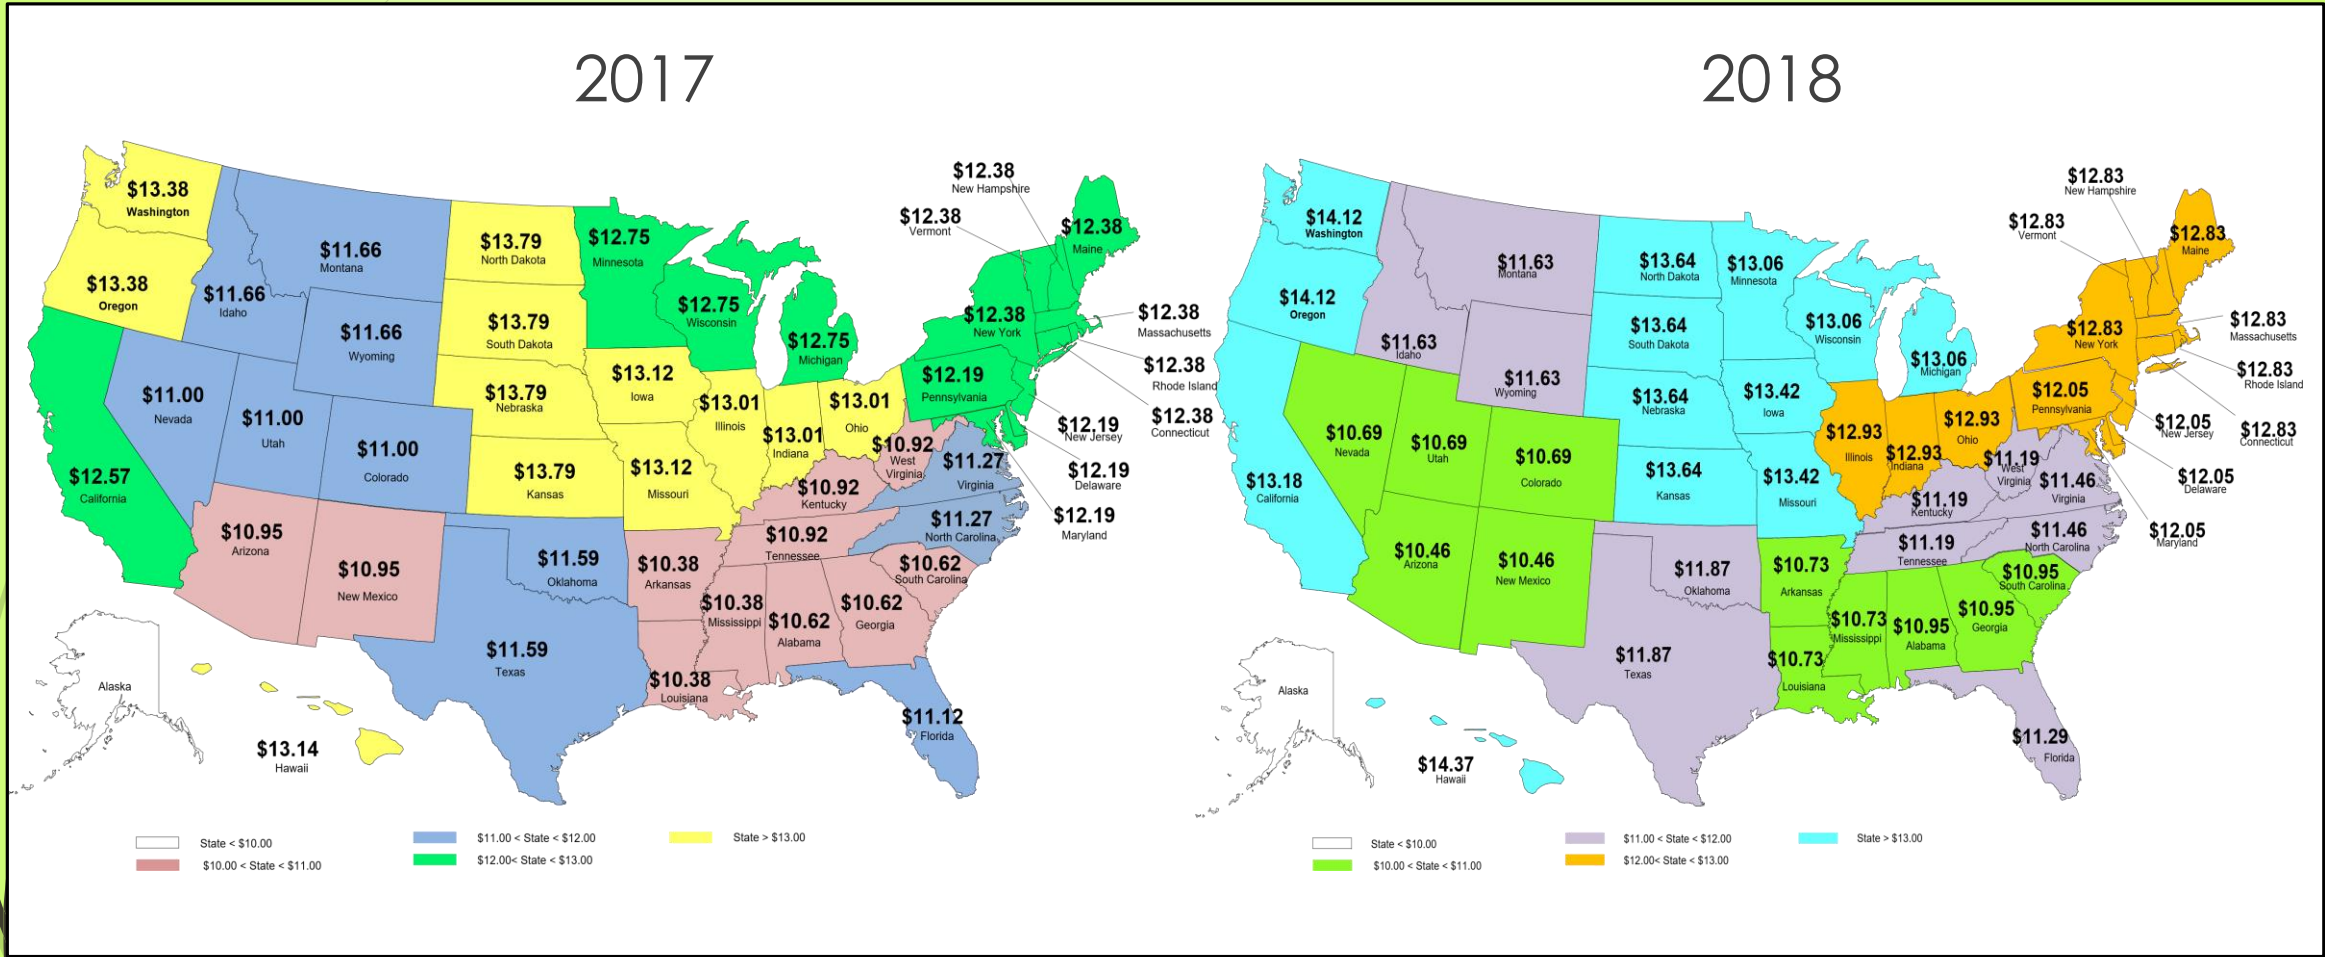 2017
$13.38
Washington
$13.38
Oregon
$12.57
California
$11.66
Montana
$11.66
Idaho
$11.66
Wyoming
$11.00
Nevada
$11.00
Utah
$11.00
Colorado
$10.95
Arizona
$10.95
New Mexico
$13.79
North Dakota
$13.79
South Dakota
$13.79
Nebraska
$13.79
Kansas
$11.59
Oklahoma
$11.59
Texas
$12.75
Minnesota
$12.75
Wisconsin
$12.75
Michigan
$13.12
Iowa
$13.12
Missouri
$13.01
Illinois
$13.01
Indiana
$13.01
Ohio
$10.92
West
Virginia
$10.92
Kentucky
$10.92
Tennessee
$10.38
Arkansas
$10.38
Mississippi
$10.38
Louisiana
$10.62
Alabama
$10.62
Georgia
$10.62
South Carolina
$11.27
Virginia
$11.27
North Carolina
$11.12
Florida
$12.38
New Hampshire
$12.38
Vermont
$12.38
Maine
$12.38
New York
$12.38
Massachusetts
$12.38
Rhode Island
$12.38
Connecticut
$12.19
Pennsylvania
$12.19
New Jersey
$12.19
Delaware
$12.19
Maryland
Alaska
$13.14
Hawaii
State < $10.00
$10.00 < State < $11.00
$11.00 < State < $12.00
$12.00< State < $13.00
State > $13.00
2018
$14.12
Washington
$14.12
Oregon
$13.18
California
$11.63
Montana
$11.63
Idaho
$11.63
Wyoming
$10.69
Nevada
$10.69
Utah
$10.69
Colorado
$10.46
Arizona
$10.46
New Mexico
$13.64
North Dakota
$13.64
South Dakota
$13.64
Nebraska
$13.64
Kansas
$11.87
Oklahoma
$11.87
Texas
$13.06
Minnesota
$13.06
Wisconsin
$13.06
Michigan
$13.42
Iowa
$13.42
Missouri
$12.93
Illinois
$12.93
Indiana
$12.93
Ohio
$11.19
West
Virginia
$11.19
Kentucky
$11.19
Tennessee
$10.73
Arkansas
$10.73
Mississippi
$10.73
Louisiana
$10.95
Alabama
$10.95
Georgia
$10.95
South Carolina
$11.46
Virginia
$11.46
North Carolina
$11.29
Florida
$12.83
New Hampshire
$12.83
Vermont
$12.83
Maine
$12.83
New York
$12.83
Massachusetts
$12.83
Rhode Island
$12.83
Connecticut
$12.05
Pennsylvania
$12.05
New Jersey
$12.05
Delaware
$12.05
Maryland
Alaska
$14.37
Hawaii
State < $10.00
$10.00 < State < $11.00
$11.00 < State < $12.00
$12.00< State < $13.00
State > $13.00